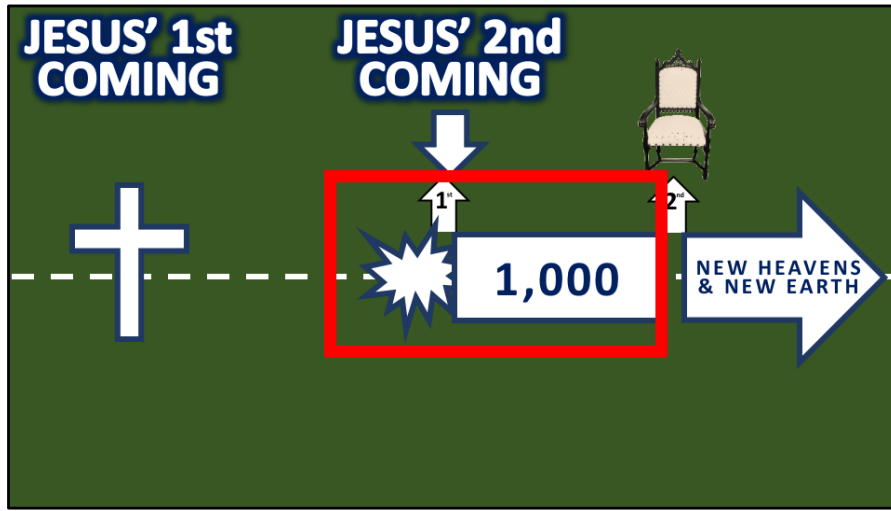 JESUS' 1st
COMING
JESUS' 2nd
COMING
1st
2nd
1,000
NEW HEAVENS
& NEW EARTH